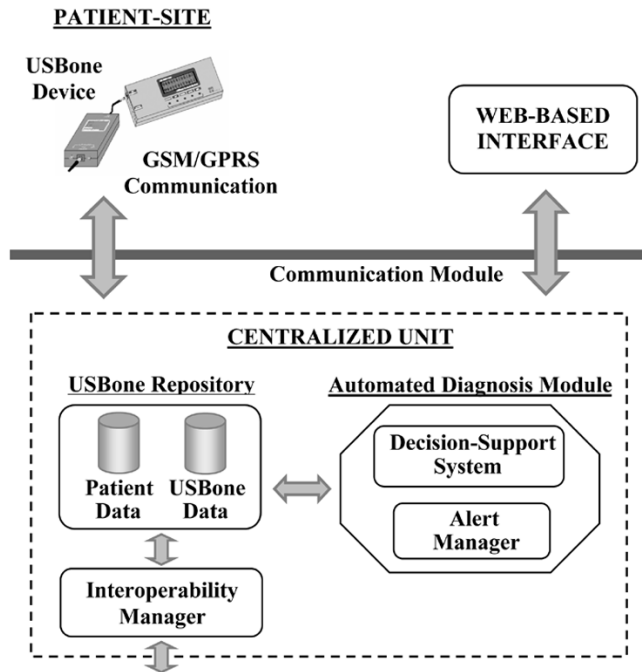 PATIENT-SITE
USBone
Device
GSM/GPRS
Communication
WEB-BASED
INTERFACE
Communication Module
CENTRALIZED UNIT
USBone Repository
Patient
Data
USBone
Data
Interoperability
Manager
Automated Diagnosis Module
Decision-Support
System
Alert
Manager